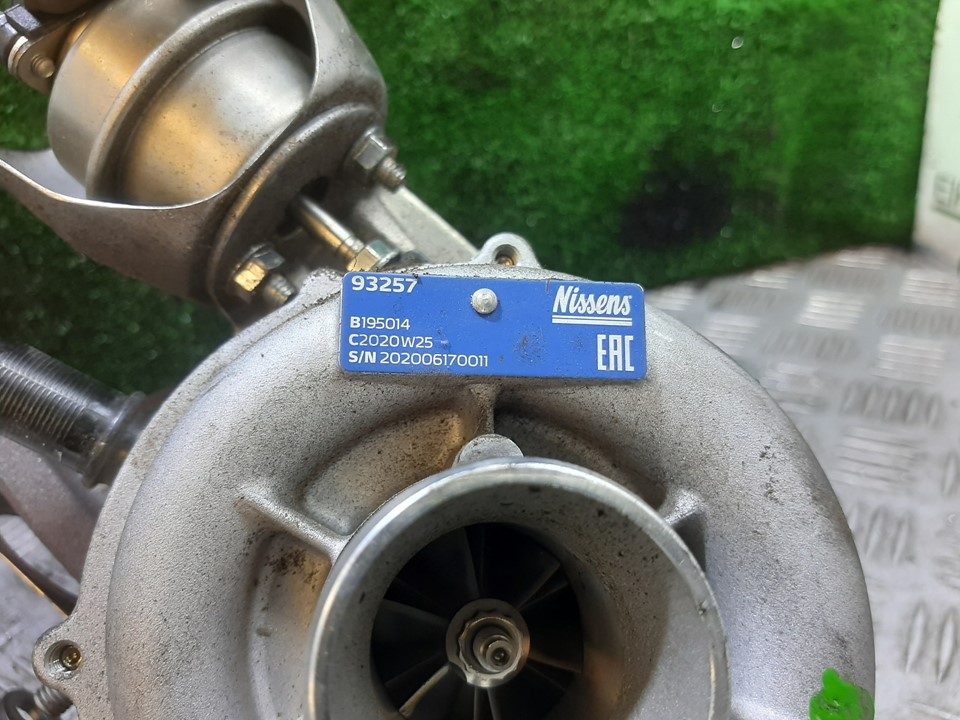 93257
Nissens
B195014
C2020W25
S/N 202006170011
EAC